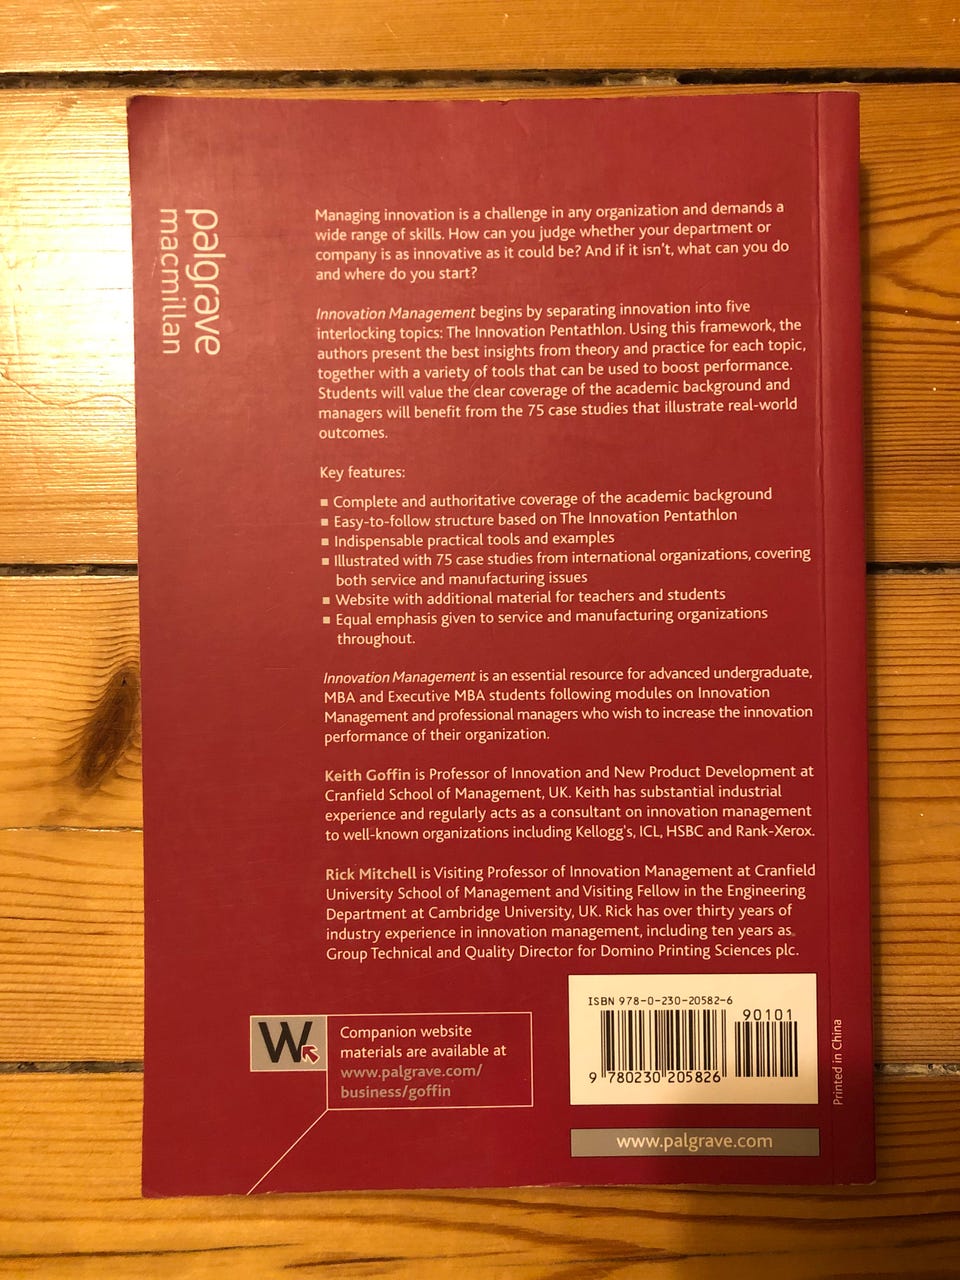 palgrave
macmillan
Managing innovation is a challenge in any organization and demands a
wide range of skills. How can you judge whether your department or
company is as innovative as it could be? And if it isn't, what can you do
and where do you start?
Innovation Management begins by separating innovation into five
interlocking topics: The Innovation Pentathlon. Using this framework, the
authors present the best insights from theory and practice for each topic,
together with a variety of tools that can be used to boost performance.
Students will value the clear coverage of the academic background and
managers will benefit from the 75 case studies that illustrate real-world
outcomes.
Key features:
▪ Complete and authoritative coverage of the academic background
▪ Easy-to-follow structure based on The Innovation Pentathlon
▪ Indispensable practical tools and examples
▪ Illustrated with 75 case studies from international organizations, covering
both service and manufacturing issues
▪ Website with additional material for teachers and students
▪ Equal emphasis given to service and manufacturing organizations
throughout.
Innovation Management is an essential resource for advanced undergraduate,
MBA and Executive MBA students following modules on Innovation
Management and professional managers who wish to increase the innovation
performance of their organization.
Keith Goffin is Professor of Innovation and New Product Development at
Cranfield School of Management, UK. Keith has substantial industrial
experience and regularly acts as a consultant on innovation management
to well-known organizations including Kellogg's, ICL, HSBC and Rank-Xerox.
Rick Mitchell is Visiting Professor of Innovation Management at Cranfield
University School of Management and Visiting Fellow in the Engineering
Department at Cambridge University, UK. Rick has over thirty years of
industry experience in innovation management, including ten years as
Group Technical and Quality Director for Domino Printing Sciences plc.
W
Companion website
materials are available at
www.palgrave.com/
business/goffin
ISBN 978-0-230-20582-6
90101
9 780230 205826
www.palgrave.com
Printed in China